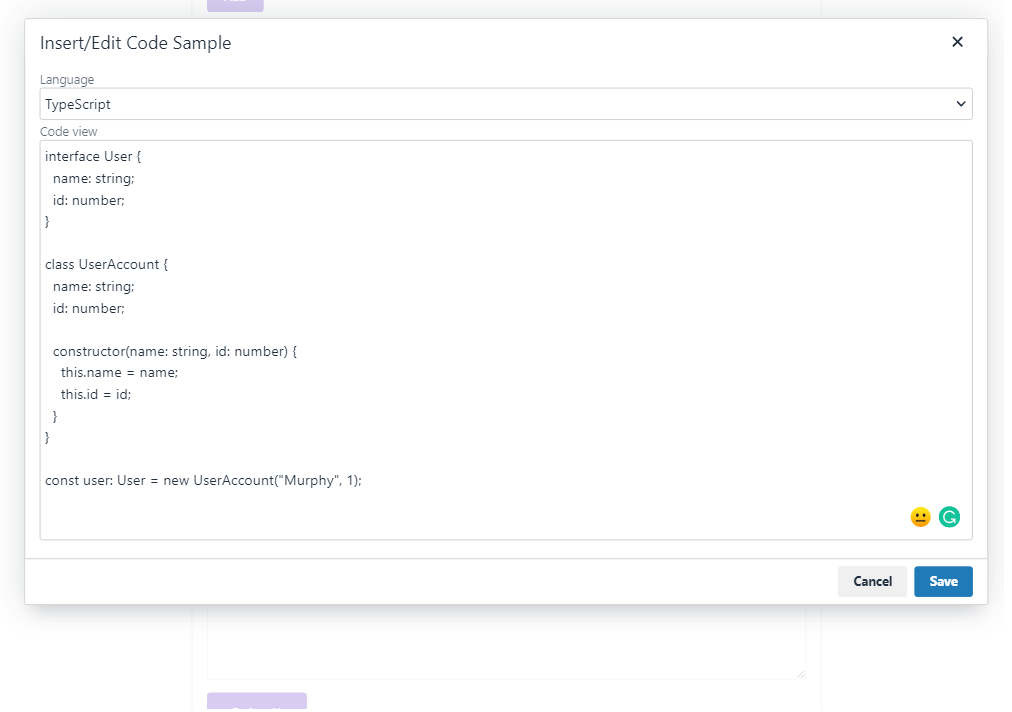 Insert/Edit Code Sample
Language
TypeScript
Code view
interface User {
  name: string;
  id: number;
}

class UserAccount {
  name: string;
  id: number;

  constructor(name: string, id: number) {
    this.name = name;
    this.id = id;
  }
}

const user: User = new UserAccount("Murphy", 1);
Cancel
Save